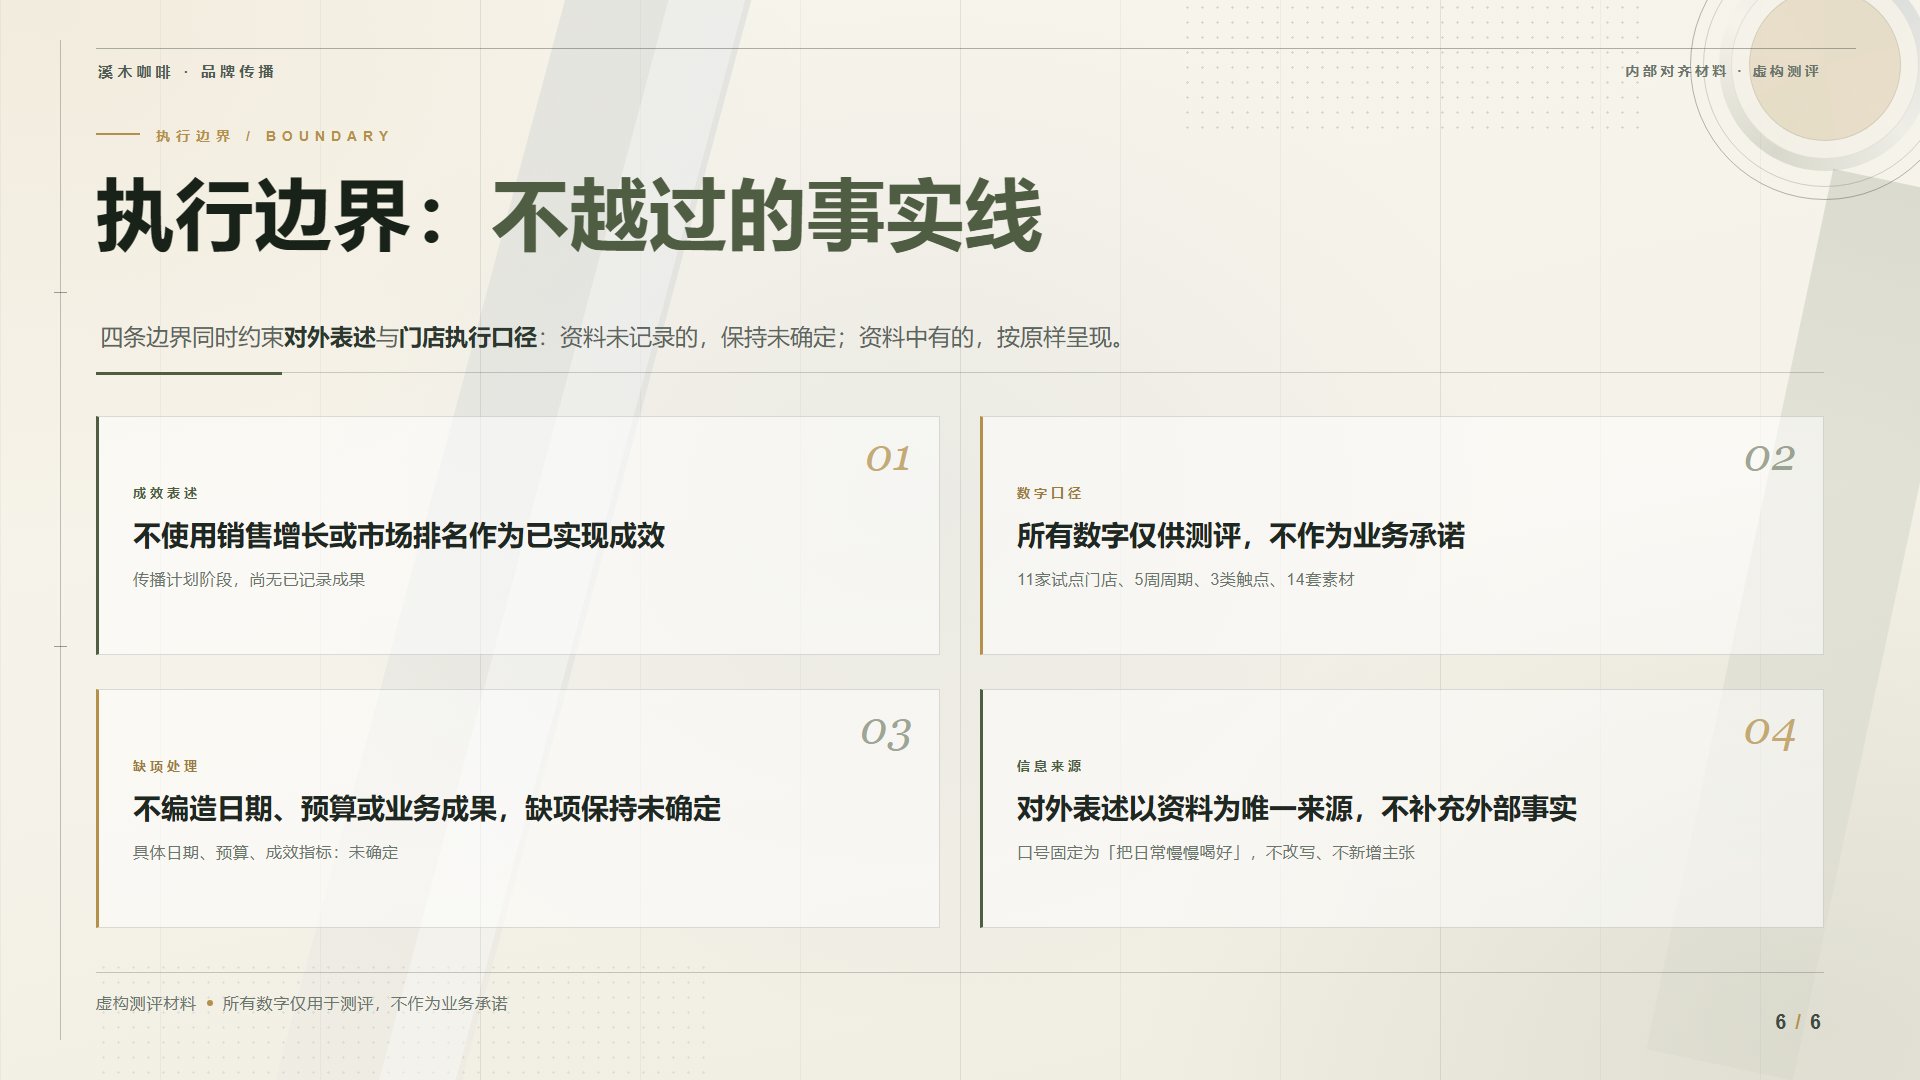 溪木咖啡 · 品牌传播
内部对齐材料 · 虚构测评
执行边界 / BOUNDARY
执行边界：不越过的事实线
四条边界同时约束对外表述与门店执行口径：资料未记录的，保持未确定；资料中有的，按原样呈现。
01
成效表述
不使用销售增长或市场排名作为已实现成效
传播计划阶段，尚无已记录成果
02
数字口径
所有数字仅供测评，不作为业务承诺
11家试点门店、5周周期、3类触点、14套素材
03
缺项处理
不编造日期、预算或业务成果，缺项保持未确定
具体日期、预算、成效指标：未确定
04
信息来源
对外表述以资料为唯一来源，不补充外部事实
口号固定为「把日常慢慢喝好」，不改写、不新增主张
虚构测评材料 • 所有数字仅用于测评，不作为业务承诺
6 / 6